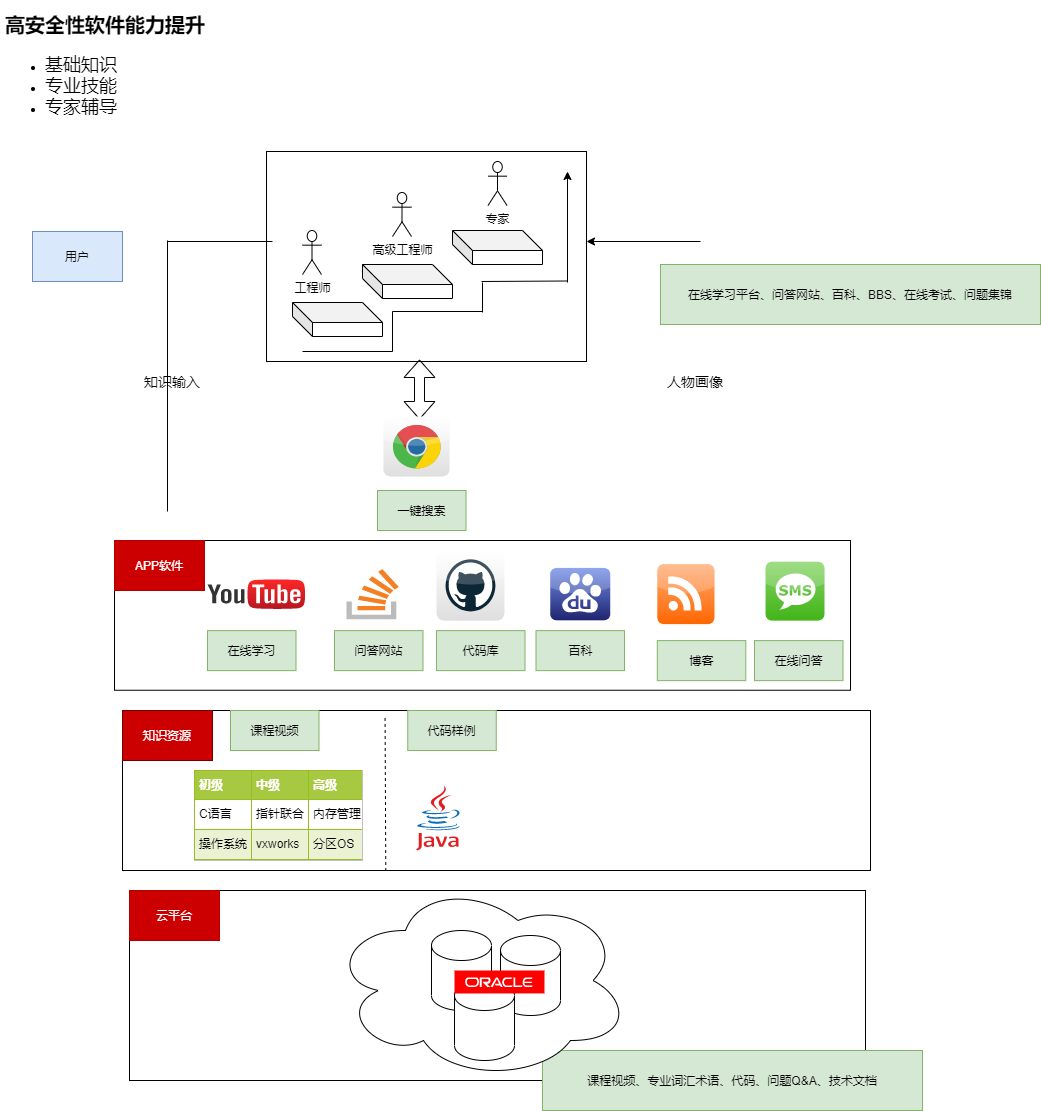 高安全性软件能力提升
基础知识
专业技能
专家辅导
专家
高级工程师
工程师
用户
在线学习平台、问答网站、百科、BBS、在线考试、问题集锦
知识输入
人物画像
一键搜索
APP软件
YouTube
du
SMS
在线学习
问答网站
代码库
百科
博客
在线问答
知识资源
课程视频
代码样例
初级 中级 高级
C语言 指针联合 内存管理
操作系统 vxworks 分区OS
Java
云平台
ORACLE
课程视频、专业词汇术语、代码、问题Q&A、技术文档